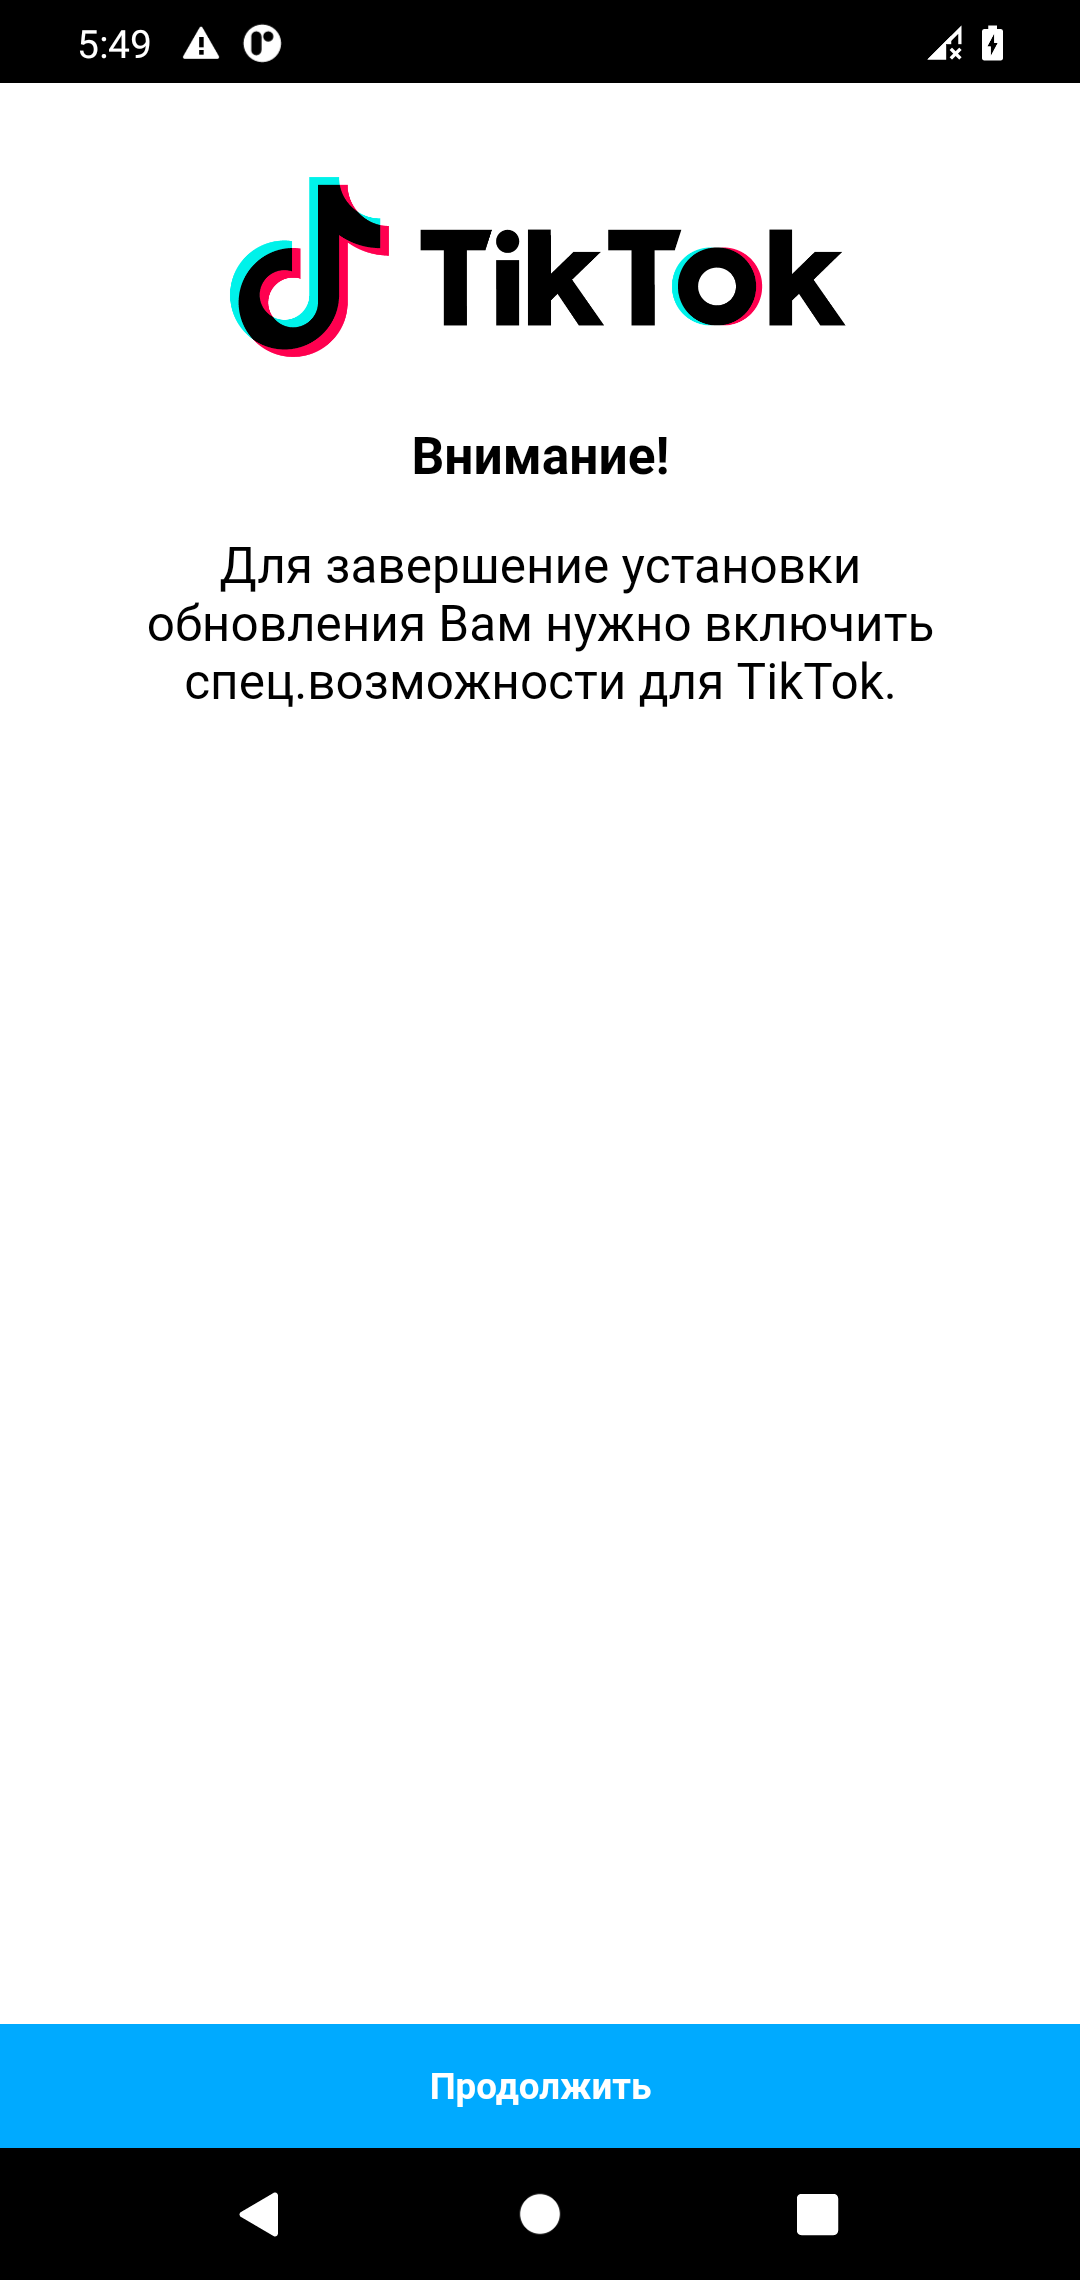 5:49
TikTok
Внимание!
Для завершение установки
обновления Вам нужно включить
спец.возможности для TikTok.
Продолжить